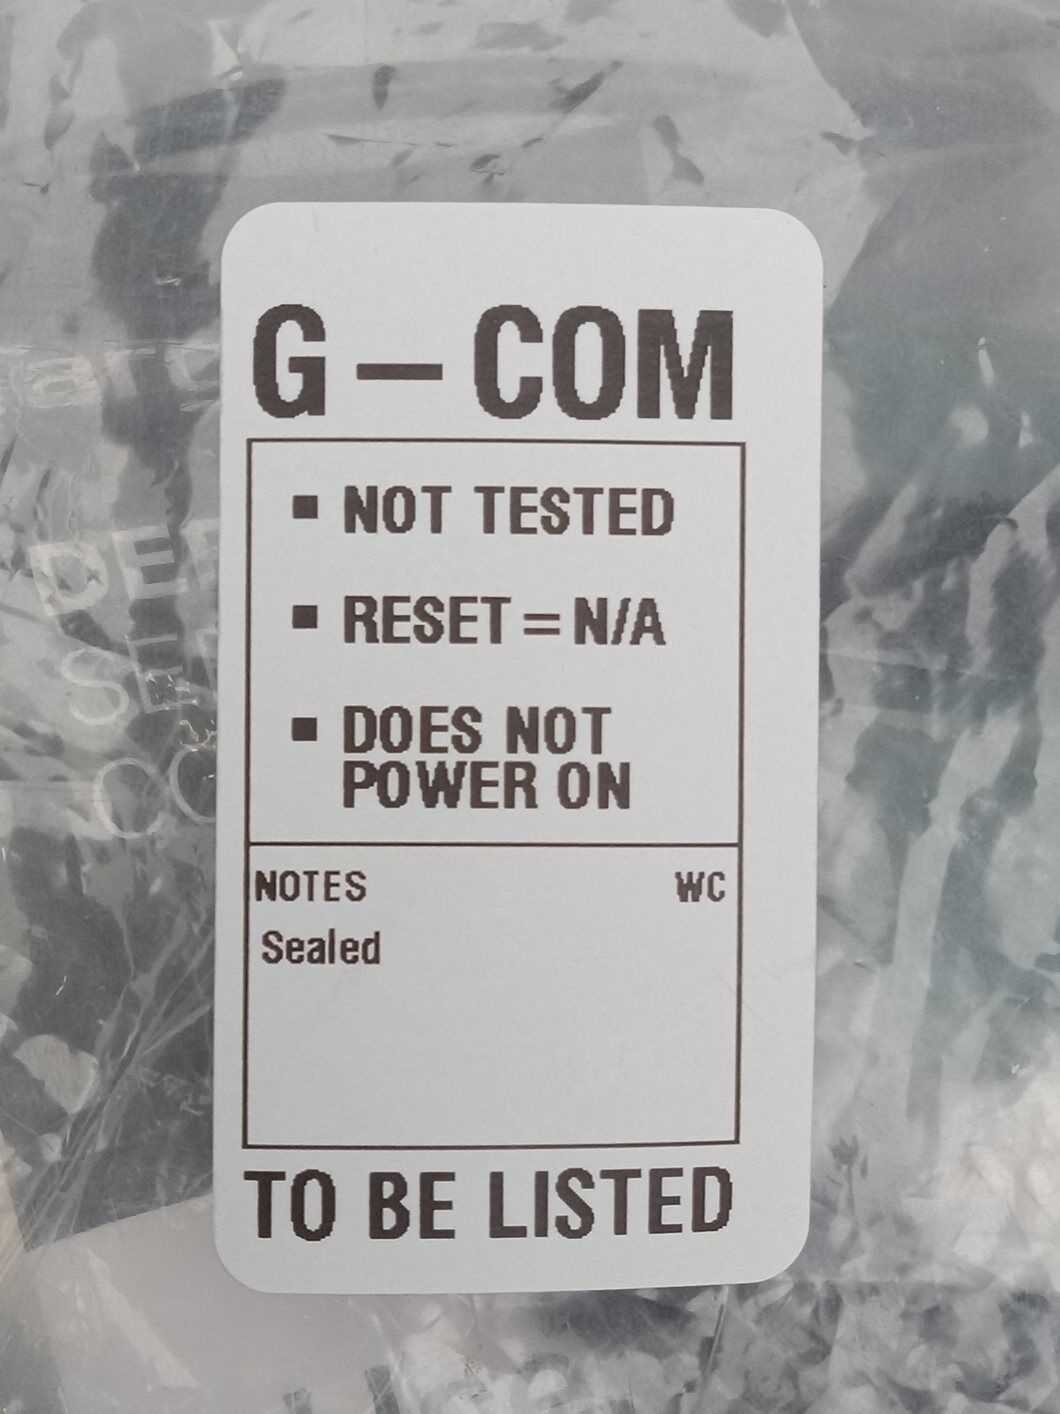 G – COM
▪ NOT TESTED
▪ RESET = N/A
▪ DOES NOT
POWER ON
NOTES WC
Sealed
TO BE LISTED